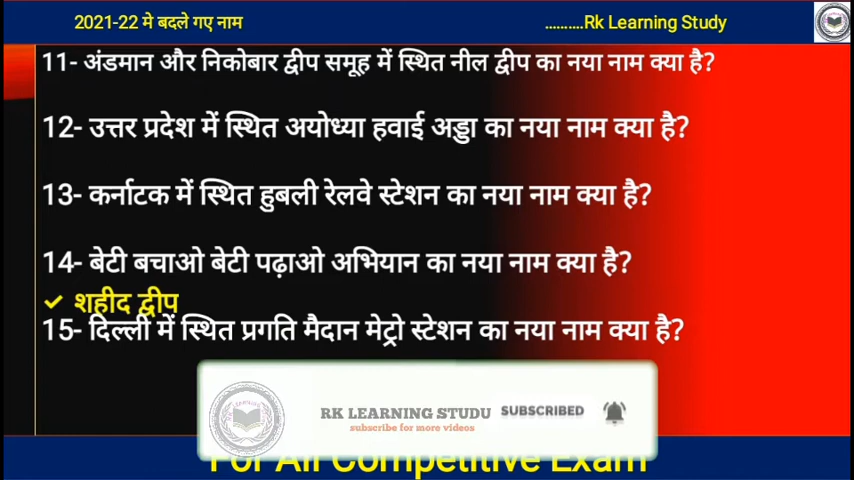 2021-22 मे बदले गए नाम
..........Rk Learning Study
11- अंडमान और निकोबार द्वीप समूह में स्थित नील द्वीप का नया नाम क्या है?
12- उत्तर प्रदेश में स्थित अयोध्या हवाई अड्डा का नया नाम क्या है?
13- कर्नाटक में स्थित हुबली रेलवे स्टेशन का नया नाम क्या है?
14- बेटी बचाओ बेटी पढ़ाओ अभियान का नया नाम क्या है?
✓ शहीद द्वीप
15- दिल्ली में स्थित प्रगति मैदान मेट्रो स्टेशन का नया नाम क्या है?
RK LEARNING STUDU
SUBSCRIBED
subscribe for more videos
For All Competitive Exam